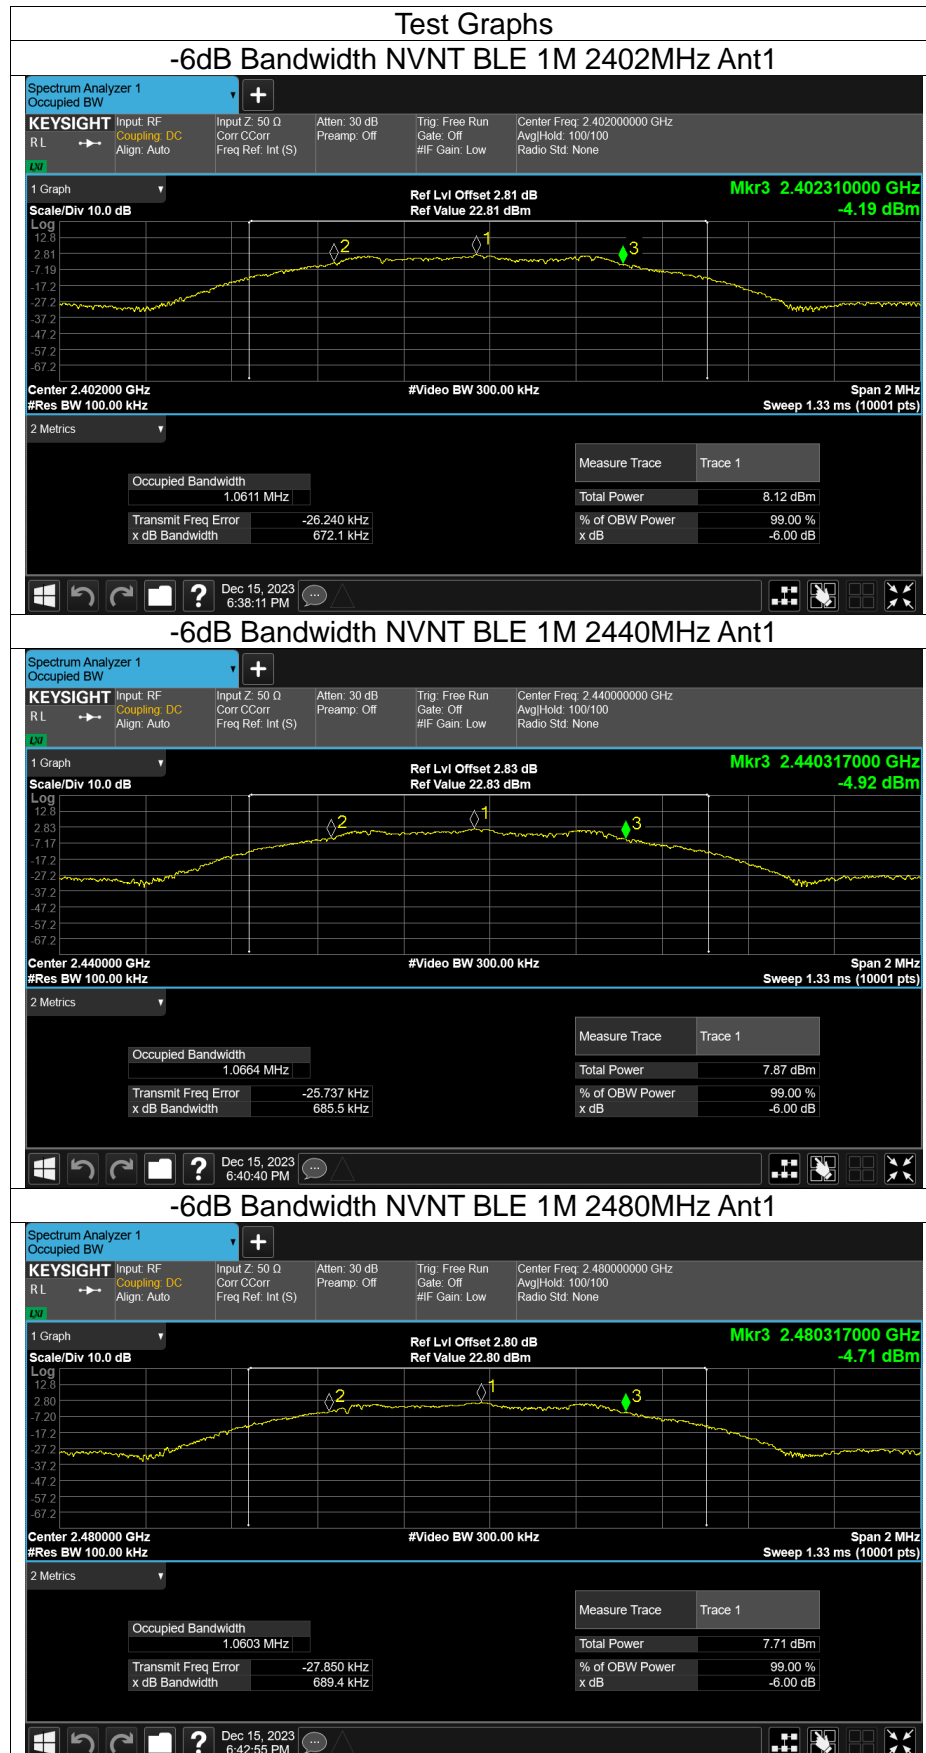 Test Graphs
-6dB Bandwidth NVNT BLE 1M 2402MHz Ant1
Spectrum Analyzer 1
Occupied BW
KEYSIGHT Input: RF Input Z: 50 Ω Atten: 30 dB Trig: Free Run Center Freq: 2.402000000 GHz
RL Coupling: DC Corr CCorr Preamp: Off Gate: Off Avg|Hold: 100/100
Align: Auto Freq Ref: Int (S) #IF Gain: Low Radio Std: None
LXI
1 Graph Ref Lvl Offset 2.81 dB Mkr3 2.402310000 GHz
Scale/Div 10.0 dB Ref Value 22.81 dBm -4.19 dBm
Log
12.8
2.81
-7.19
-17.2
-27.2
-37.2
-47.2
-57.2
-67.2
2 1 3
Center 2.402000 GHz #Video BW 300.00 kHz Span 2 MHz
#Res BW 100.00 kHz Sweep 1.33 ms (10001 pts)
2 Metrics
Measure Trace Trace 1
Occupied Bandwidth
1.0611 MHz Total Power 8.12 dBm
Transmit Freq Error -26.240 kHz % of OBW Power 99.00 %
x dB Bandwidth 672.1 kHz x dB -6.00 dB
Dec 15, 2023
6:38:11 PM
-6dB Bandwidth NVNT BLE 1M 2440MHz Ant1
Spectrum Analyzer 1
Occupied BW
KEYSIGHT Input: RF Input Z: 50 Ω Atten: 30 dB Trig: Free Run Center Freq: 2.440000000 GHz
RL Coupling: DC Corr CCorr Preamp: Off Gate: Off Avg|Hold: 100/100
Align: Auto Freq Ref: Int (S) #IF Gain: Low Radio Std: None
LXI
1 Graph Ref Lvl Offset 2.83 dB Mkr3 2.440317000 GHz
Scale/Div 10.0 dB Ref Value 22.83 dBm -4.92 dBm
Log
12.8
2.83
-7.17
-17.2
-27.2
-37.2
-47.2
-57.2
-67.2
2 1 3
Center 2.440000 GHz #Video BW 300.00 kHz Span 2 MHz
#Res BW 100.00 kHz Sweep 1.33 ms (10001 pts)
2 Metrics
Measure Trace Trace 1
Occupied Bandwidth
1.0664 MHz Total Power 7.87 dBm
Transmit Freq Error -25.737 kHz % of OBW Power 99.00 %
x dB Bandwidth 685.5 kHz x dB -6.00 dB
Dec 15, 2023
6:40:40 PM
-6dB Bandwidth NVNT BLE 1M 2480MHz Ant1
Spectrum Analyzer 1
Occupied BW
KEYSIGHT Input: RF Input Z: 50 Ω Atten: 30 dB Trig: Free Run Center Freq: 2.480000000 GHz
RL Coupling: DC Corr CCorr Preamp: Off Gate: Off Avg|Hold: 100/100
Align: Auto Freq Ref: Int (S) #IF Gain: Low Radio Std: None
LXI
1 Graph Ref Lvl Offset 2.80 dB Mkr3 2.480317000 GHz
Scale/Div 10.0 dB Ref Value 22.80 dBm -4.71 dBm
Log
12.8
2.80
-7.20
-17.2
-27.2
-37.2
-47.2
-57.2
-67.2
2 1 3
Center 2.480000 GHz #Video BW 300.00 kHz Span 2 MHz
#Res BW 100.00 kHz Sweep 1.33 ms (10001 pts)
2 Metrics
Measure Trace Trace 1
Occupied Bandwidth
1.0603 MHz Total Power 7.71 dBm
Transmit Freq Error -27.850 kHz % of OBW Power 99.00 %
x dB Bandwidth 689.4 kHz x dB -6.00 dB
Dec 15, 2023
6:42:55 PM